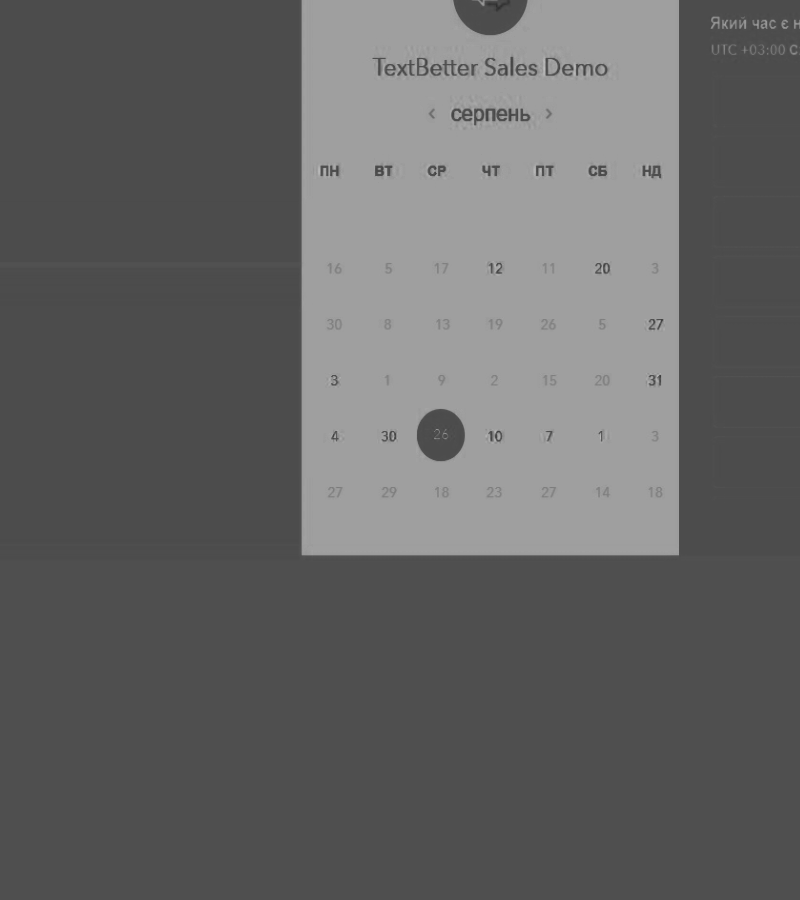 TextBetter Sales Demo
‹ серпень ›
ПН ВТ СР ЧТ ПТ СБ НД
16 5 17 12 11 20 3
30 8 13 19 26 5 27
3 1 9 2 15 20 31
4 30 26 10 7 1 3
27 29 18 23 27 14 18
Який час є
UTC +03:00